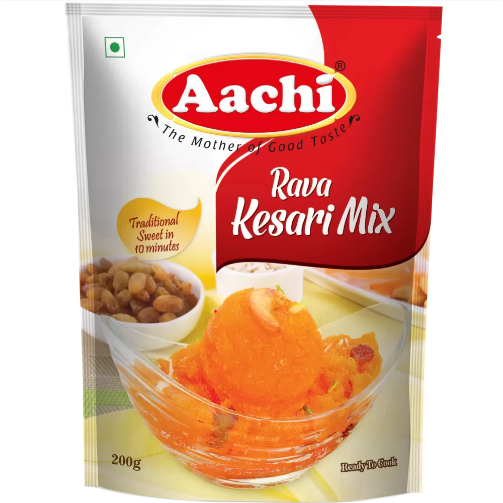 Aachi®
The Mother of Good Taste
Rava
Kesari Mix
Traditional
Sweet in
10 minutes
200g
Ready To Cook